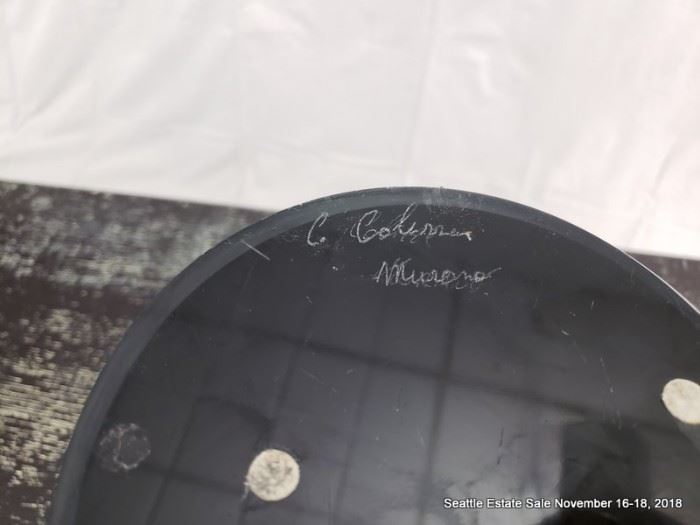 C.
Murano
Seattle Estate Sale November 16-18, 2018